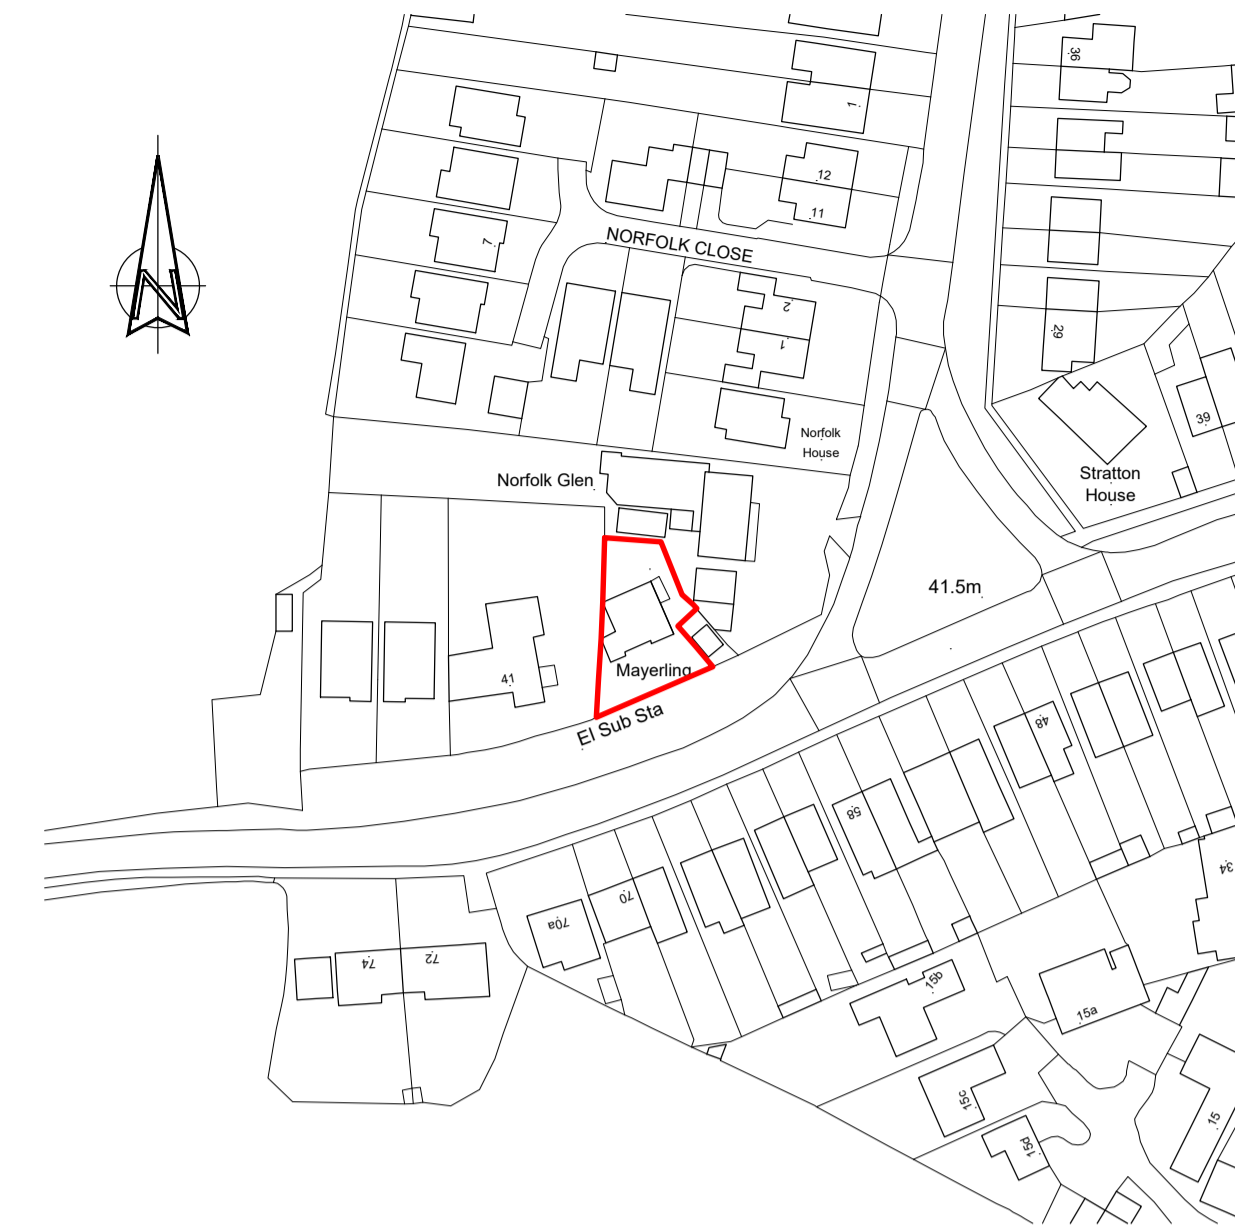 36
1
12
11
7
NORFOLK CLOSE
2
1
29
39
Norfolk
House
Norfolk Glen
Stratton
House
41.5m
41
Mayerling
El Sub Sta
48
58
34
70
70a
74
72
15b
15a
15c
15d
15
N